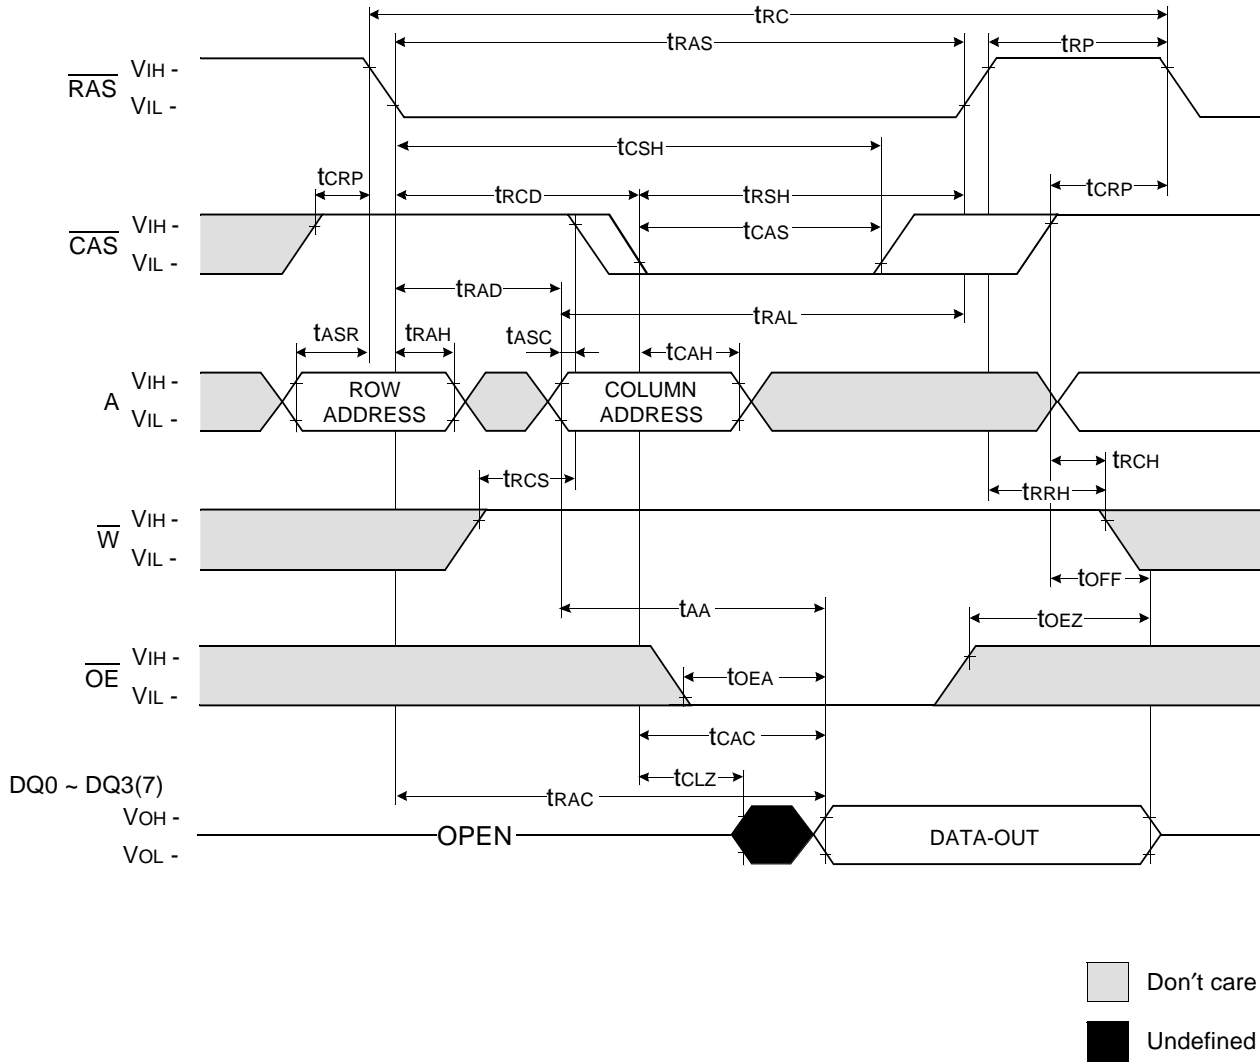 tRC
tRAS
tRP
RAS
VIH -
VIL -
tCSH
tCRP
tRCD
tRSH
tCRP
CAS
VIH -
VIL -
tCAS
tRAD
tRAL
tASR
tRAH
tASC
tCAH
A
VIH -
VIL -
ROW
ADDRESS
COLUMN
ADDRESS
tRCH
tRCS
tRRH
W
VIH -
VIL -
tOFF
tAA
tOEZ
OE
VIH -
VIL -
tOEA
tCAC
tCLZ
DQ0 ~ DQ3(7)
tRAC
VOH -
VOL -
OPEN
DATA-OUT
Don′t care
Undefined